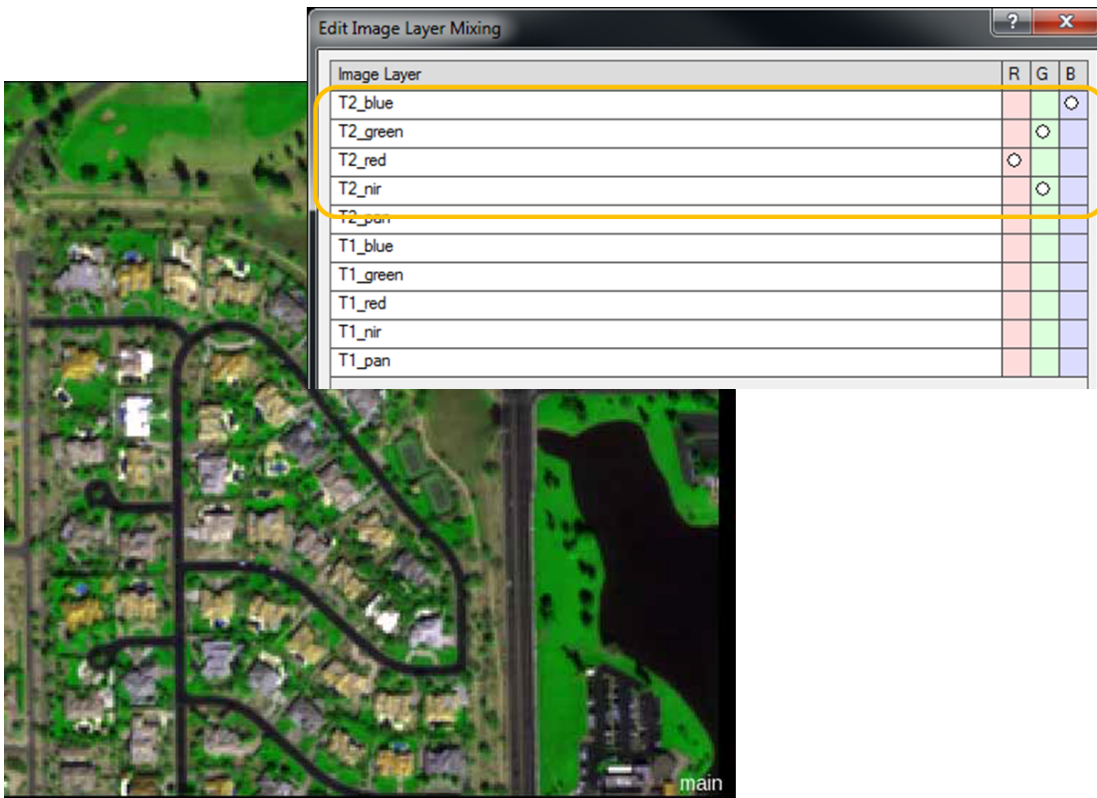 Edit Image Layer Mixing
?
X
Image Layer R G B
T2_blue
T2_green
T2_red
T2_nir
T2_pan
T1_blue
T1_green
T1_red
T1_nir
T1_pan
main